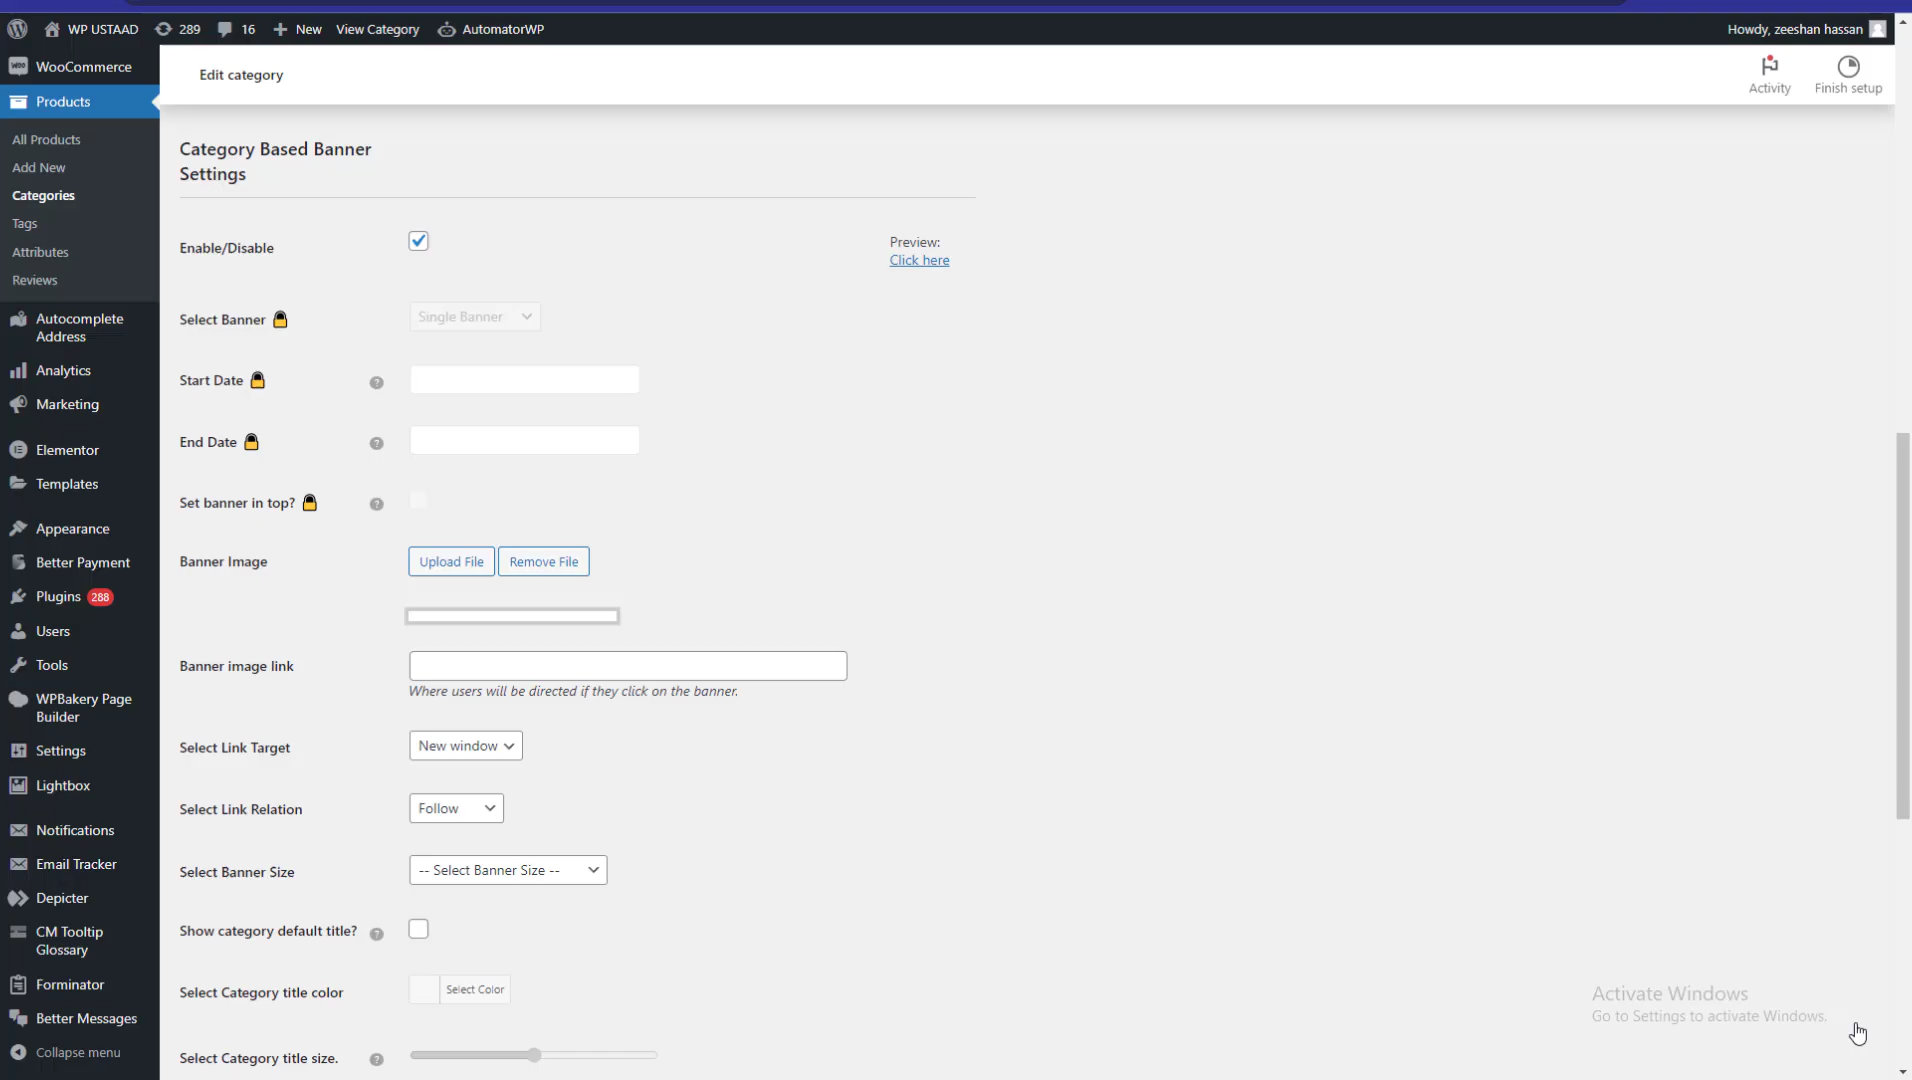 WP USTAAD 289 16 New View Category AutomatorWP Howdy, zeeshan hassan
WooCommerce
Products
All Products
Add New
Categories
Tags
Attributes
Reviews
Autocomplete
Address
Analytics
Marketing
Elementor
Templates
Appearance
Better Payment
Plugins 288
Users
Tools
WPBakery Page
Builder
Settings
Lightbox
Notifications
Email Tracker
Depicter
CM Tooltip
Glossary
Forminator
Better Messages
Collapse menu
Edit category
Activity
Finish setup
Category Based Banner
Settings
Enable/Disable
Preview:
Click here
Select Banner Single Banner
Start Date
End Date
Set banner in top?
Banner Image Upload File Remove File
Banner image link
Where users will be directed if they click on the banner.
Select Link Target New window
Select Link Relation Follow
Select Banner Size -- Select Banner Size --
Show category default title?
Select Category title color Select Color
Select Category title size.
Activate Windows
Go to Settings to activate Windows.